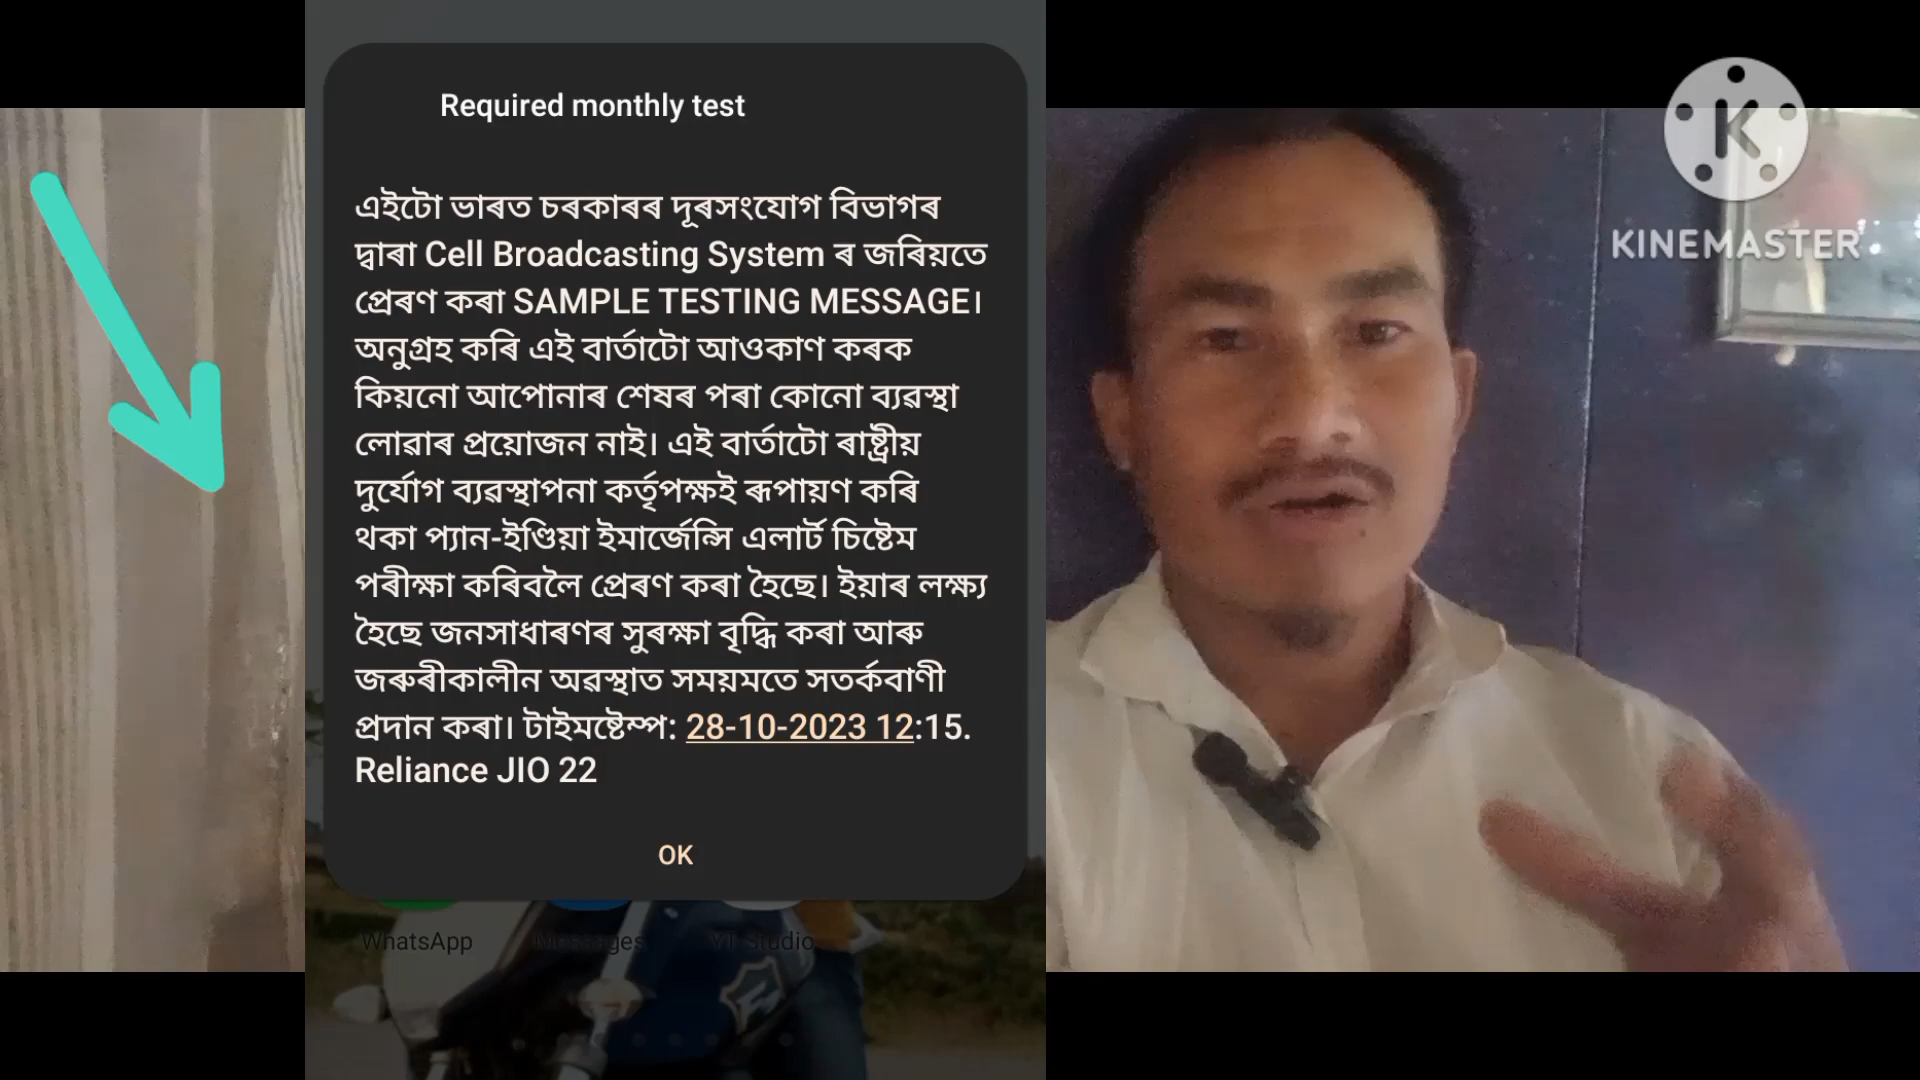 Required monthly test
এইটো ভাৰত চৰকাৰৰ দূৰসংযোগ বিভাগৰ
দ্বাৰা Cell Broadcasting System ৰ জৰিয়তে
প্ৰেৰণ কৰা SAMPLE TESTING MESSAGE।
অনুগ্ৰহ কৰি এই বাৰ্তাটো আওকাণ কৰক
কিয়নো আপোনাৰ শেষৰ পৰা কোনো ব্যৱস্থা
লোৱাৰ প্ৰয়োজন নাই। এই বাৰ্তাটো ৰাষ্ট্ৰীয়
দুৰ্যোগ ব্যৱস্থাপনা কৰ্তৃপক্ষই ৰূপায়ণ কৰি
থকা প্যান-ইণ্ডিয়া ইমাৰ্জেন্সি এলাৰ্ট চিষ্টেম
পৰীক্ষা কৰিবলৈ প্ৰেৰণ কৰা হৈছে। ইয়াৰ লক্ষ্য
হৈছে জনসাধাৰণৰ সুৰক্ষা বৃদ্ধি কৰা আৰু
জৰুৰীকালীন অৱস্থাত সময়মতে সতৰ্কবাণী
প্ৰদান কৰা। টাইমষ্টেম্প: 28-10-2023 12:15.
Reliance JIO 22
OK
WhatsApp Messages YT Studio
K
KINEMASTER